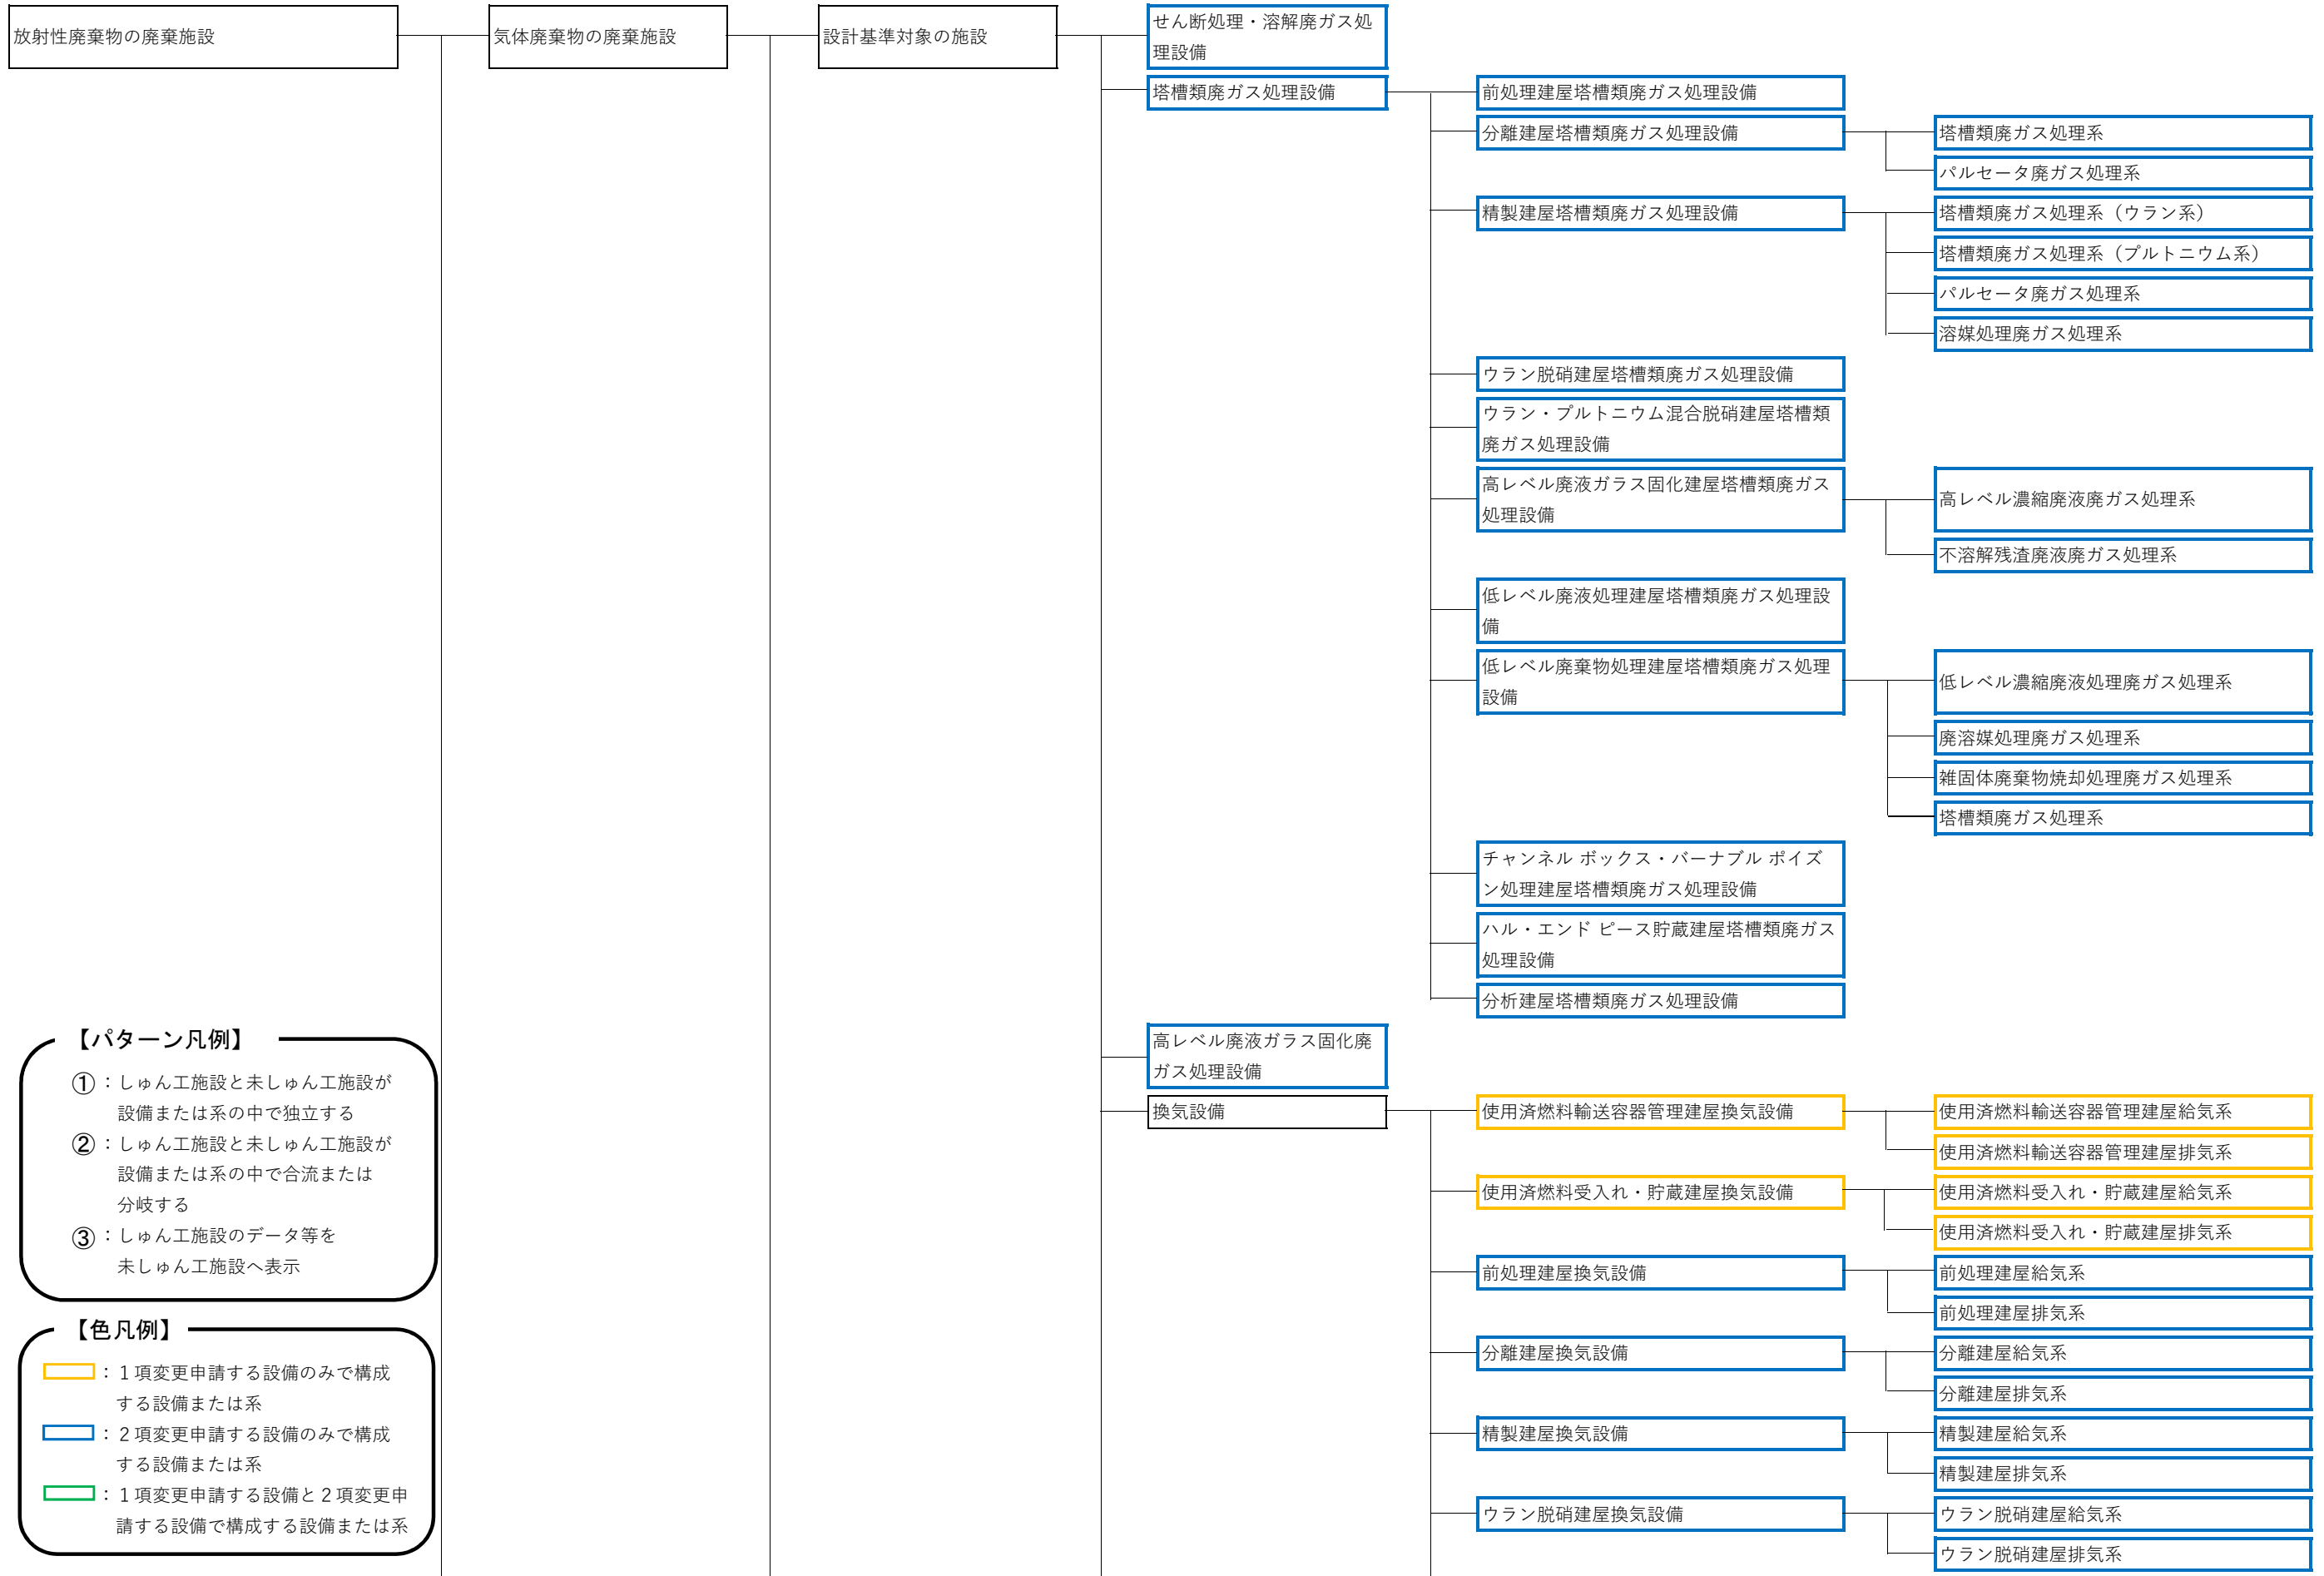 放射性廃棄物の廃棄施設
気体廃棄物の廃棄施設
設計基準対象の施設
せん断処理・溶解廃ガス処
理設備
塔槽類廃ガス処理設備
前処理建屋塔槽類廃ガス処理設備
分離建屋塔槽類廃ガス処理設備
塔槽類廃ガス処理系
パルセータ廃ガス処理系
精製建屋塔槽類廃ガス処理設備
塔槽類廃ガス処理系（ウラン系）
塔槽類廃ガス処理系（プルトニウム系）
パルセータ廃ガス処理系
溶媒処理廃ガス処理系
ウラン脱硝建屋塔槽類廃ガス処理設備
ウラン・プルトニウム混合脱硝建屋塔槽類
廃ガス処理設備
高レベル廃液ガラス固化建屋塔槽類廃ガス
処理設備
高レベル濃縮廃液廃ガス処理系
不溶解残渣廃液廃ガス処理系
低レベル廃液処理建屋塔槽類廃ガス処理設
備
低レベル廃棄物処理建屋塔槽類廃ガス処理
設備
低レベル濃縮廃液処理廃ガス処理系
廃溶媒処理廃ガス処理系
雑固体廃棄物焼却処理廃ガス処理系
塔槽類廃ガス処理系
チャンネル ボックス・バーナブル ポイズ
ン処理建屋塔槽類廃ガス処理設備
ハル・エンド ピース貯蔵建屋塔槽類廃ガス
処理設備
分析建屋塔槽類廃ガス処理設備
高レベル廃液ガラス固化廃
ガス処理設備
換気設備
使用済燃料輸送容器管理建屋換気設備
使用済燃料輸送容器管理建屋給気系
使用済燃料輸送容器管理建屋排気系
使用済燃料受入れ・貯蔵建屋換気設備
使用済燃料受入れ・貯蔵建屋給気系
使用済燃料受入れ・貯蔵建屋排気系
前処理建屋換気設備
前処理建屋給気系
前処理建屋排気系
分離建屋換気設備
分離建屋給気系
分離建屋排気系
精製建屋換気設備
精製建屋給気系
精製建屋排気系
ウラン脱硝建屋換気設備
ウラン脱硝建屋給気系
ウラン脱硝建屋排気系
【パターン凡例】
①：しゅん工施設と未しゅん工施設が
設備または系の中で独立する
②：しゅん工施設と未しゅん工施設が
設備または系の中で合流または
分岐する
③：しゅん工施設のデータ等を
未しゅん工施設へ表示
【色凡例】
：１項変更申請する設備のみで構成
する設備または系
：２項変更申請する設備のみで構成
する設備または系
：１項変更申請する設備と２項変更申
請する設備で構成する設備または系